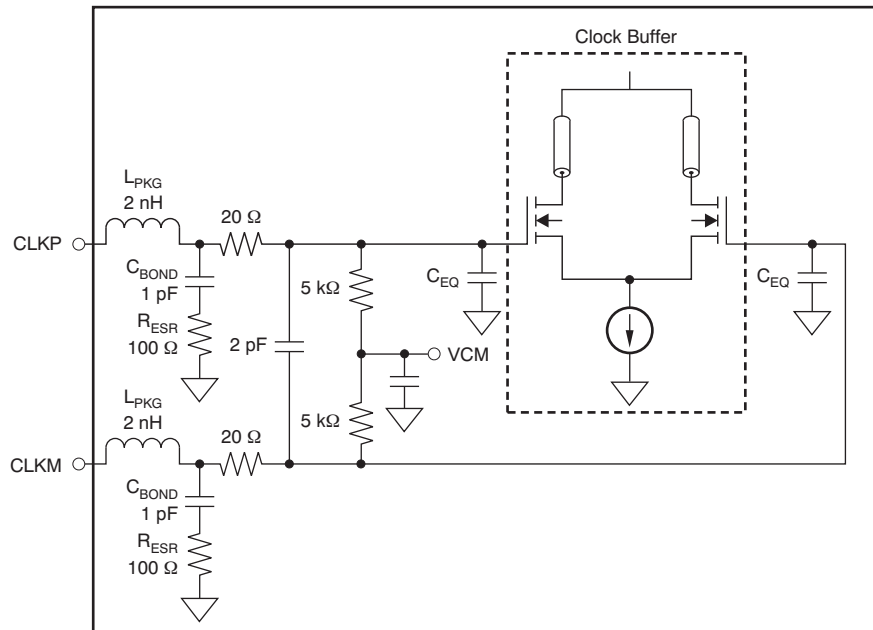 Clock Buffer
L_PKG
2 nH
20 Ω
CLKP
C_BOND
1 pF
R_ESR
100 Ω
5 kΩ
C_EQ
C_EQ
2 pF
VCM
L_PKG
2 nH
20 Ω
5 kΩ
CLKM
C_BOND
1 pF
R_ESR
100 Ω